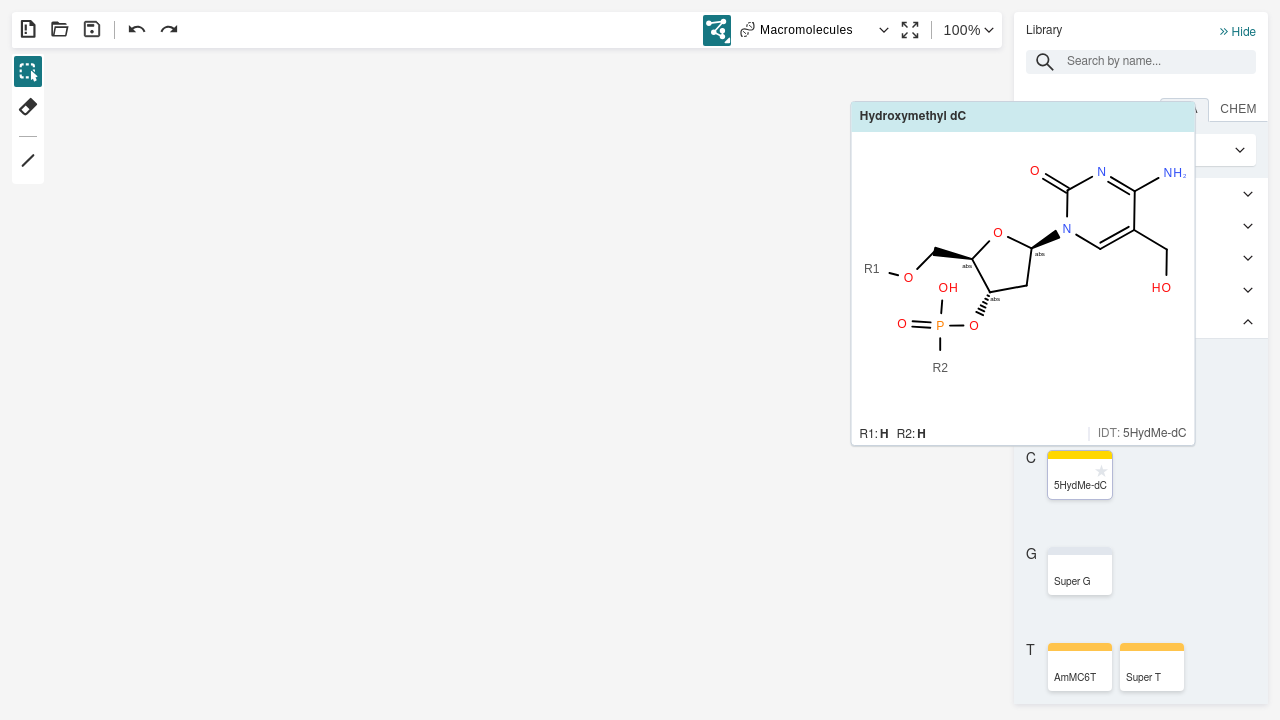 Macromolecules
100%
Library
Hide
Search by name...
CHEM
Hydroxymethyl dC
O
N
NH₂
N
O
abs
R1
O
abs
abs
OH
HO
O
P
O
R2
R1: H R2: H
IDT: 5HydMe-dC
C
5HydMe-dC
G
Super G
T
AmMC6T
Super T